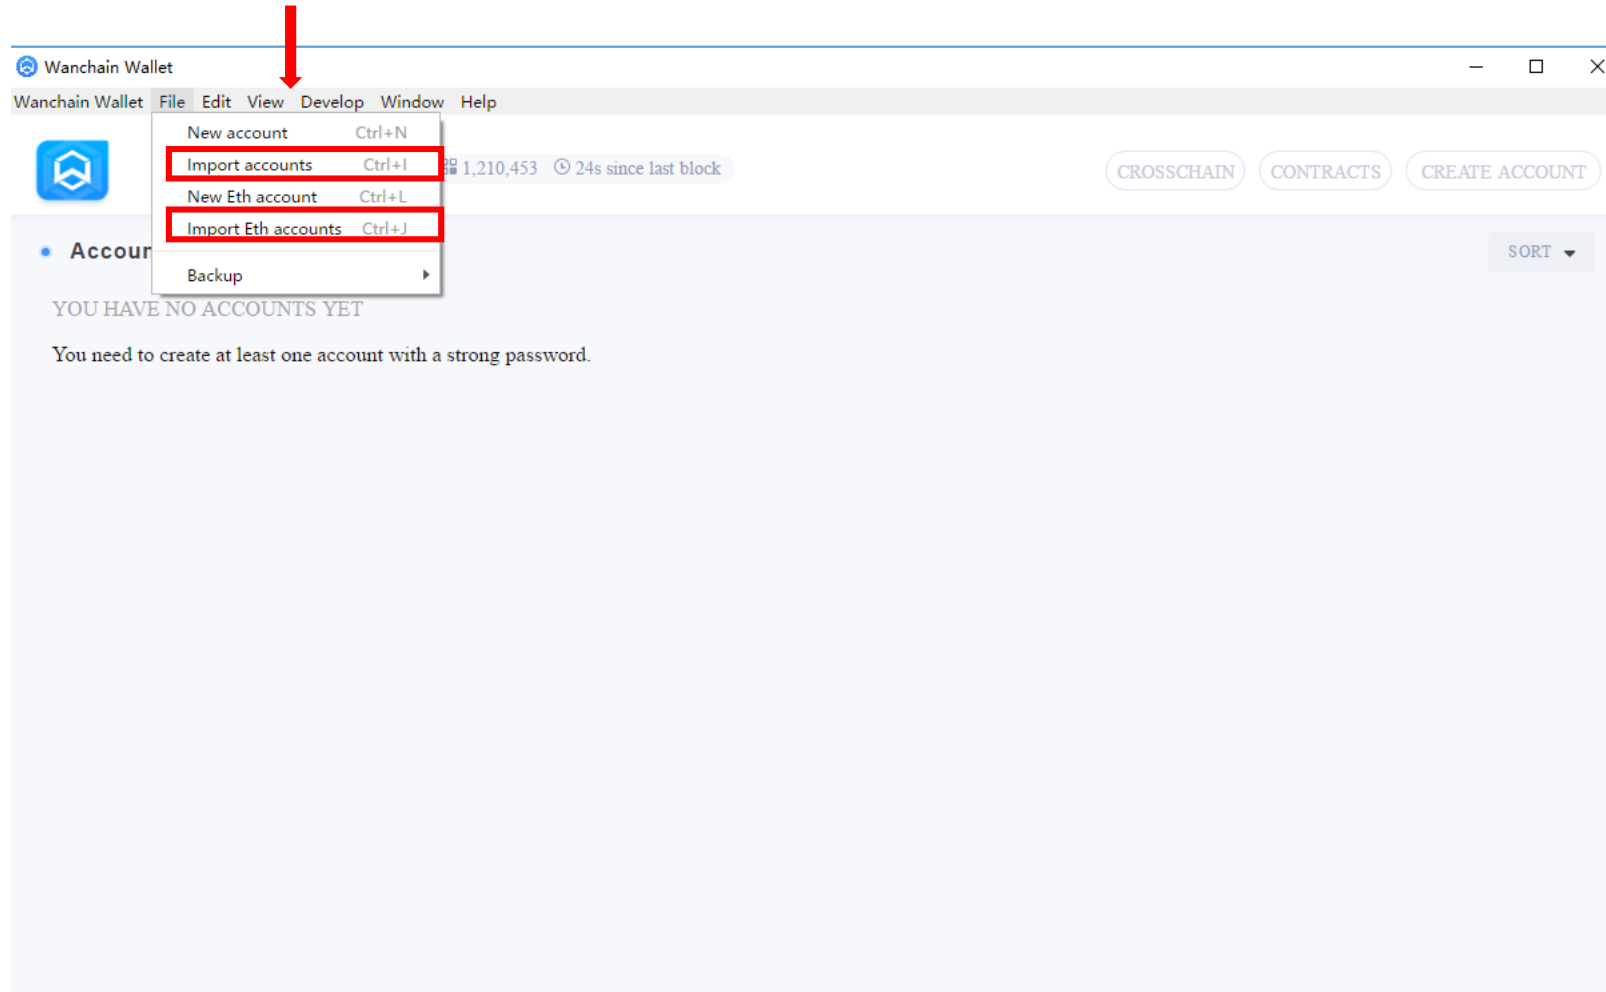 Wanchain Wallet
Wanchain Wallet File Edit View Develop Window Help
New account Ctrl+N
Import accounts Ctrl+I
1,210,453 24s since last block
CROSSCHAIN CONTRACTS CREATE ACCOUNT
New Eth account Ctrl+L
Import Eth accounts Ctrl+J
Accoun
SORT
Backup
YOU HAVE NO ACCOUNTS YET
You need to create at least one account with a strong password.